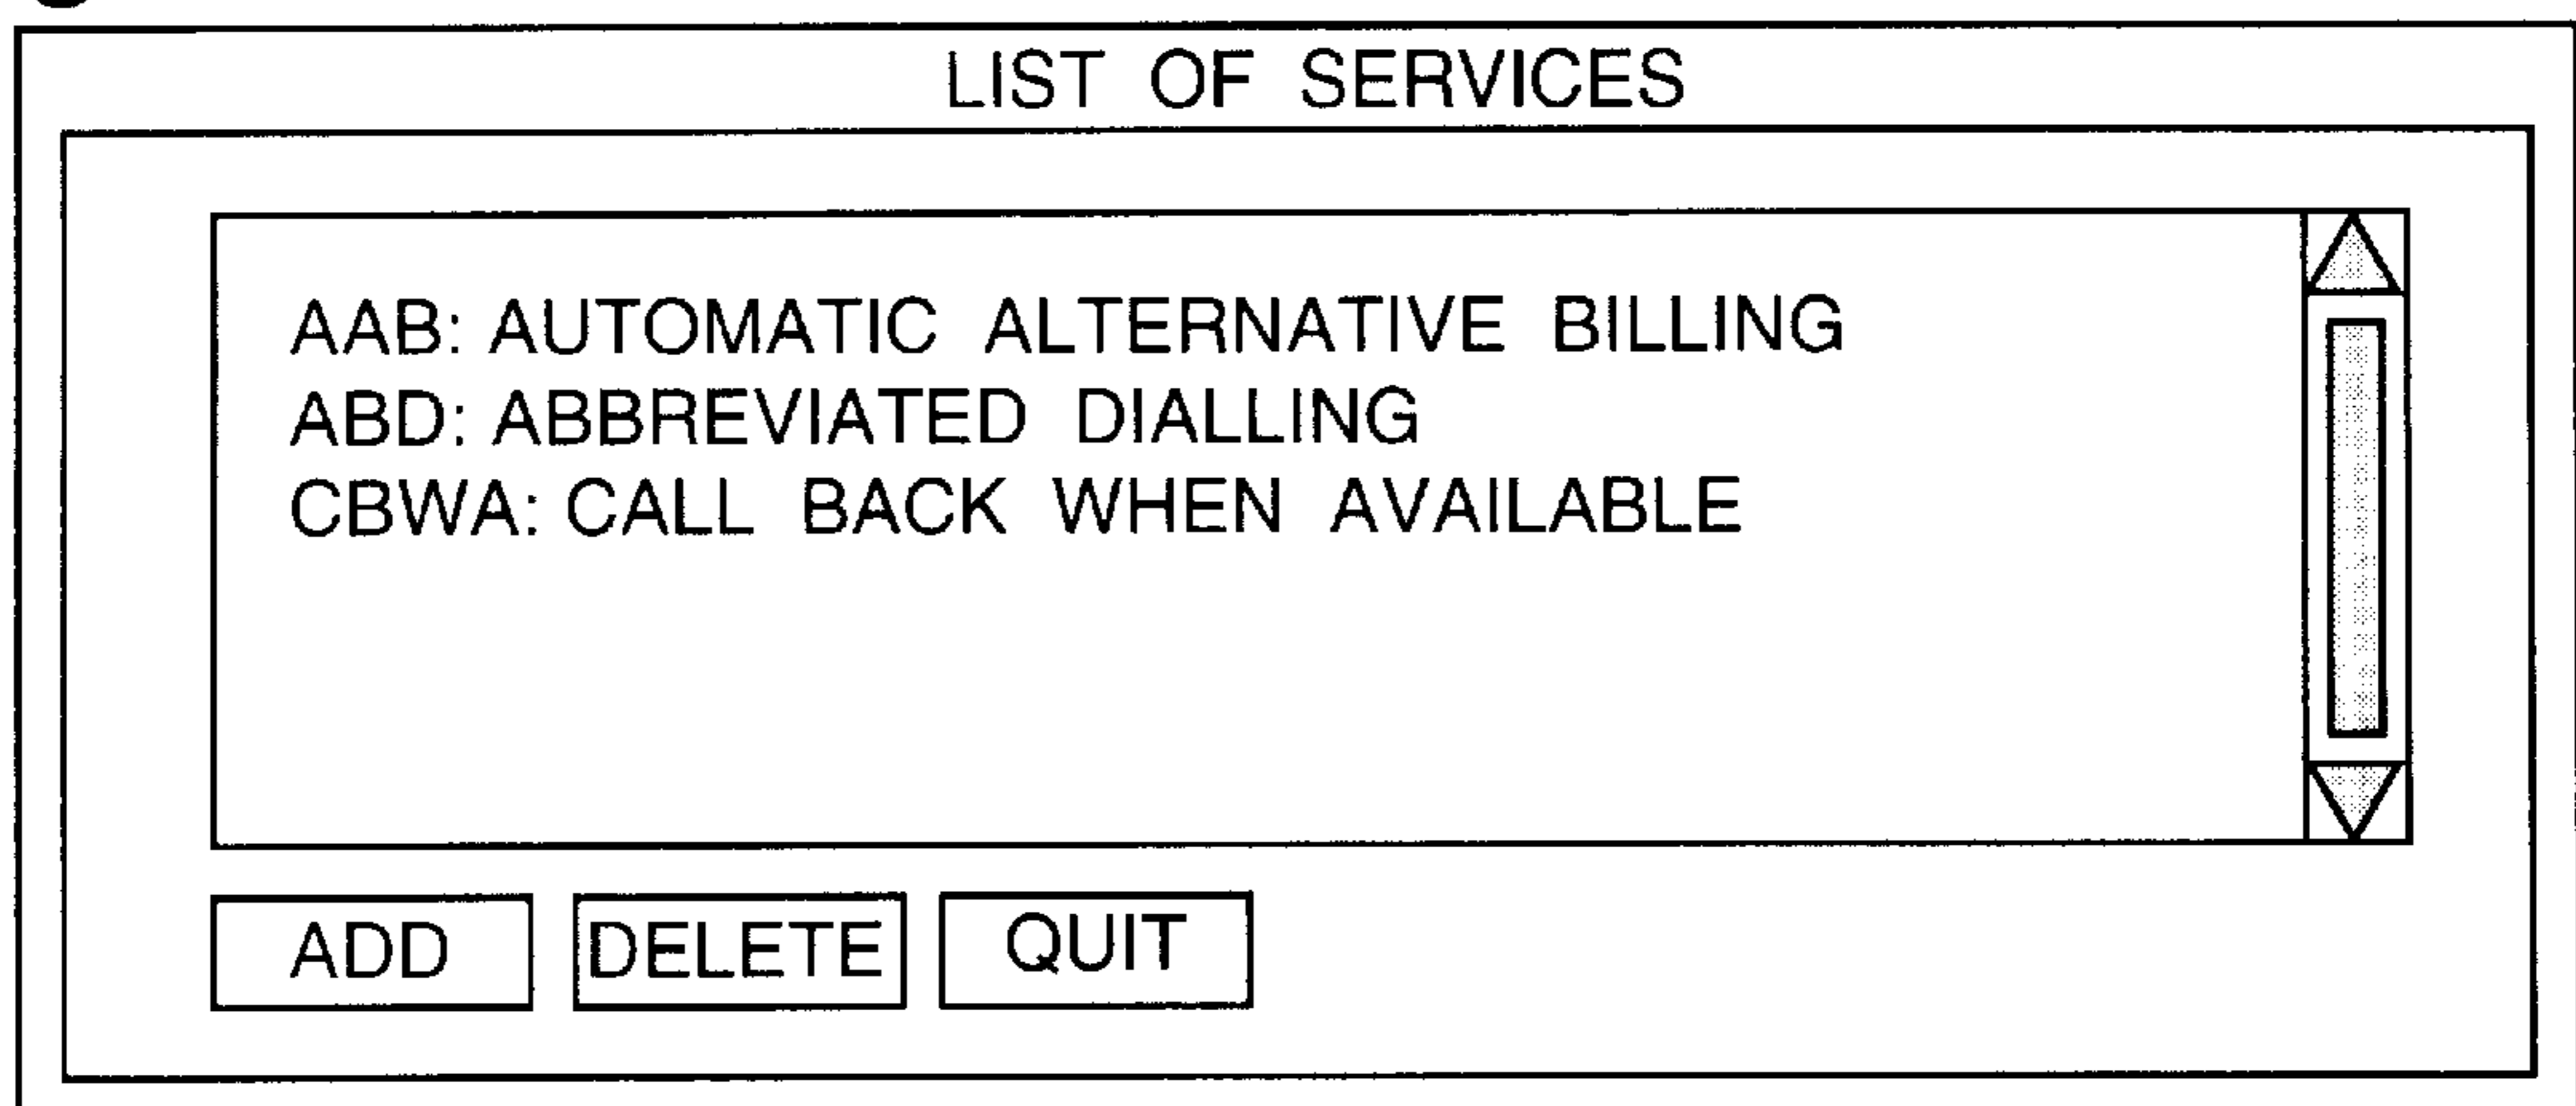 LIST OF SERVICES
AAB: AUTOMATIC ALTERNATIVE BILLING
ABD: ABBREVIATED DIALLING
CBWA: CALL BACK WHEN AVAILABLE
ADD DELETE QUIT